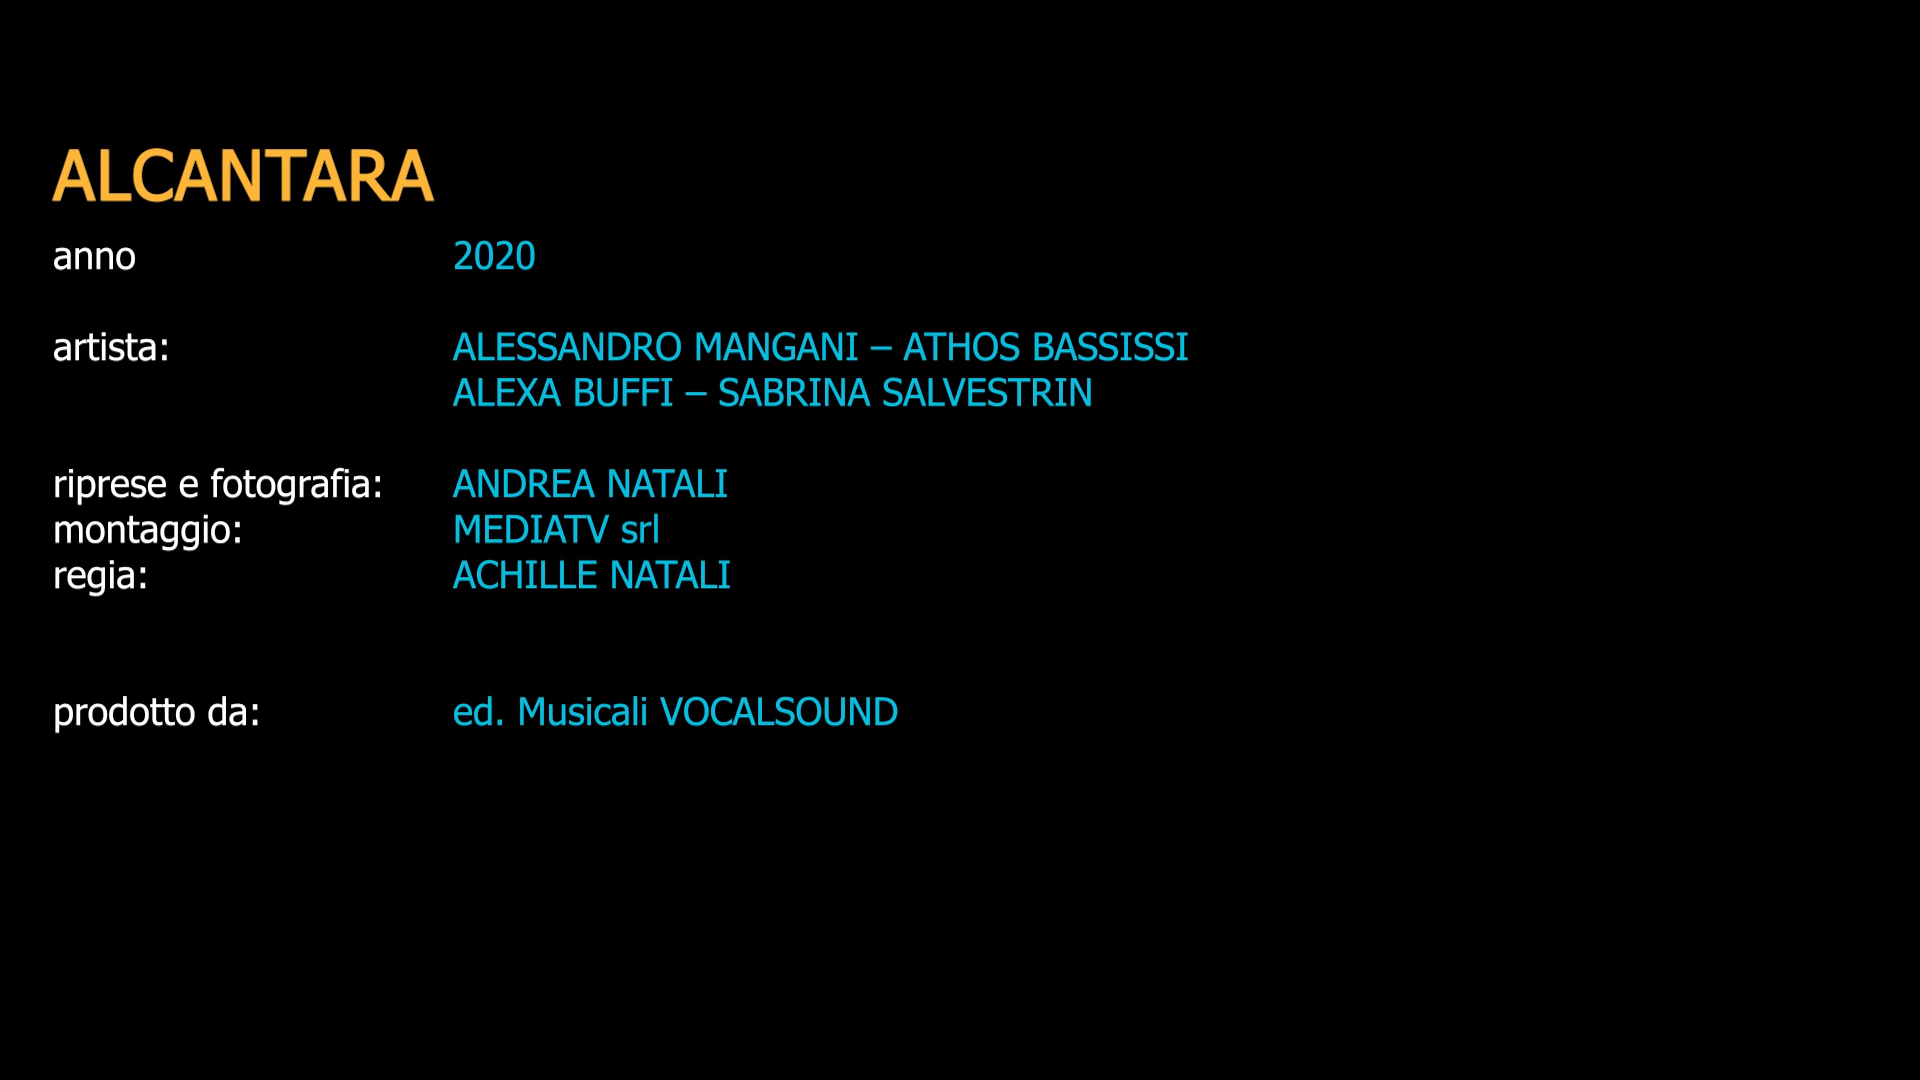 ALCANTARA
anno 2020
artista: ALESSANDRO MANGANI – ATHOS BASSISSI
ALEXA BUFFI – SABRINA SALVESTRIN
riprese e fotografia: ANDREA NATALI
montaggio: MEDIATV srl
regia: ACHILLE NATALI
prodotto da: ed. Musicali VOCALSOUND